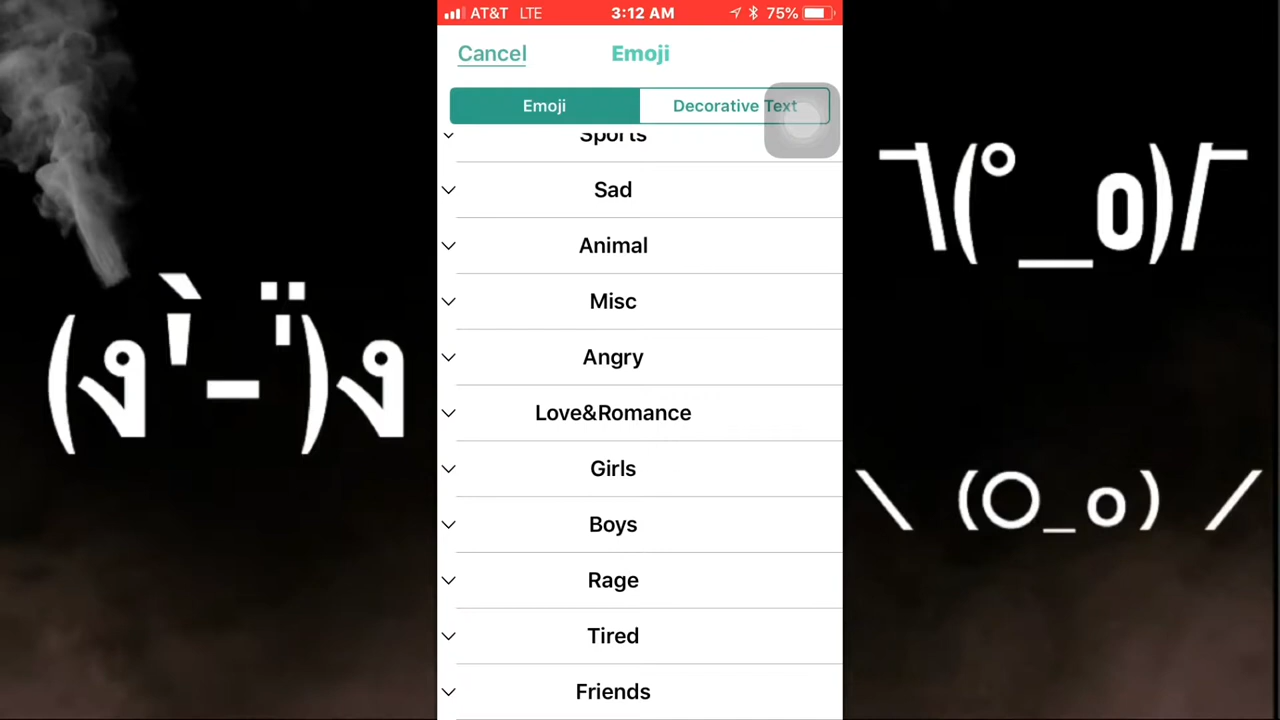 AT&T LTE 3:12 AM 75%
Cancel Emoji
Emoji Decorative Text
Sports
Sad
Animal
Misc
Angry
Love&Romance
Girls
Boys
Rage
Tired
Friends
(ง'̀-'̈)ง
¯\(°_o)/¯
\ (○_o) /